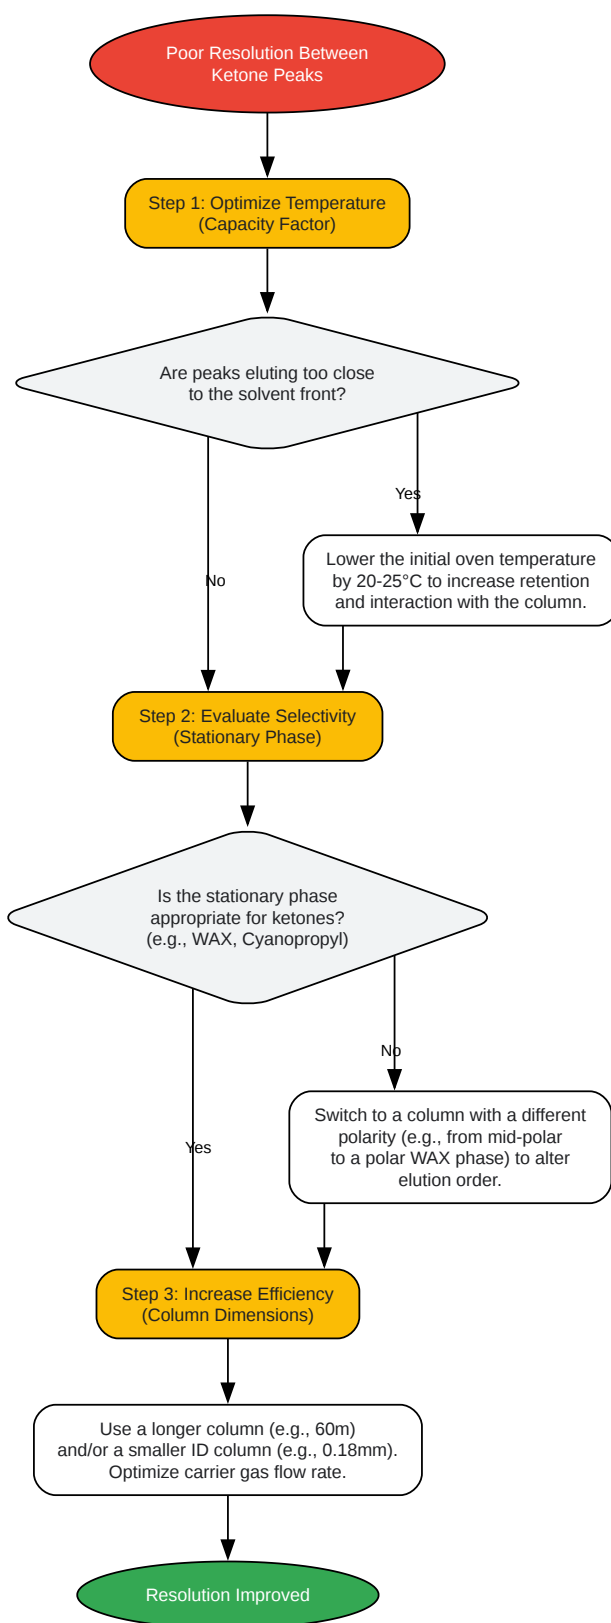 Poor Resolution Between
Ketone Peaks
Step 1: Optimize Temperature
(Capacity Factor)
Are peaks eluting too close
to the solvent front?
Yes
Lower the initial oven temperature
by 20-25°C to increase retention
and interaction with the column.
No
Step 2: Evaluate Selectivity
(Stationary Phase)
Is the stationary phase
appropriate for ketones?
(e.g., WAX, Cyanopropyl)
No
Switch to a column with a different
polarity (e.g., from mid-polar
to a polar WAX phase) to alter
elution order.
Yes
Step 3: Increase Efficiency
(Column Dimensions)
Use a longer column (e.g., 60m)
and/or a smaller ID column (e.g., 0.18mm).
Optimize carrier gas flow rate.
Resolution Improved